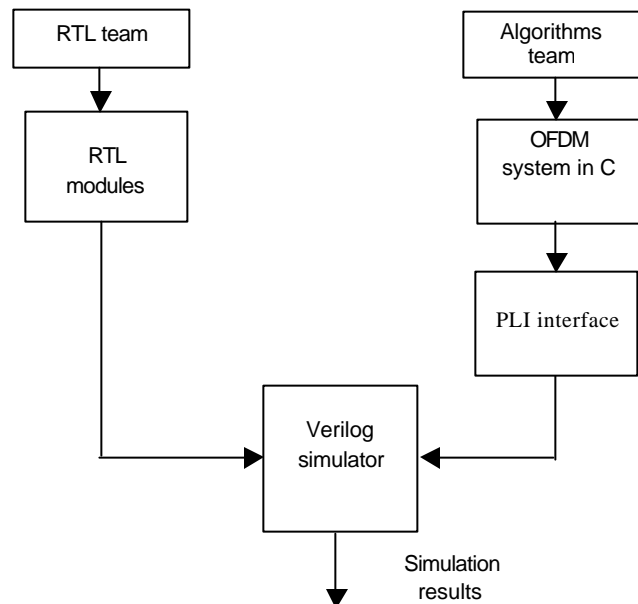 RTL team
Algorithms
team
RTL
modules
OFDM
system in C
PLI interface
Verilog
simulator
Simulation
results